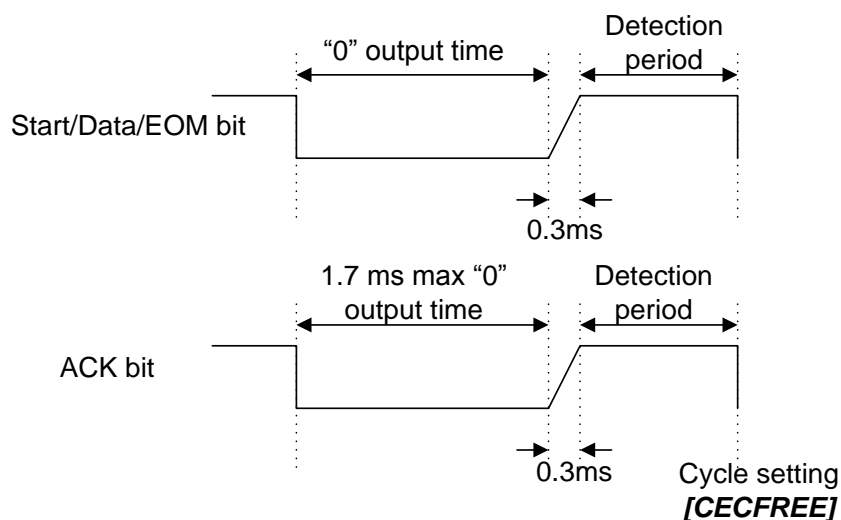 Detection
“0” output time
period
Start/Data/EOM bit
0.3ms
1.7 ms max “0”
output time
Detection
period
ACK bit
0.3ms
Cycle setting
[CECFREE]